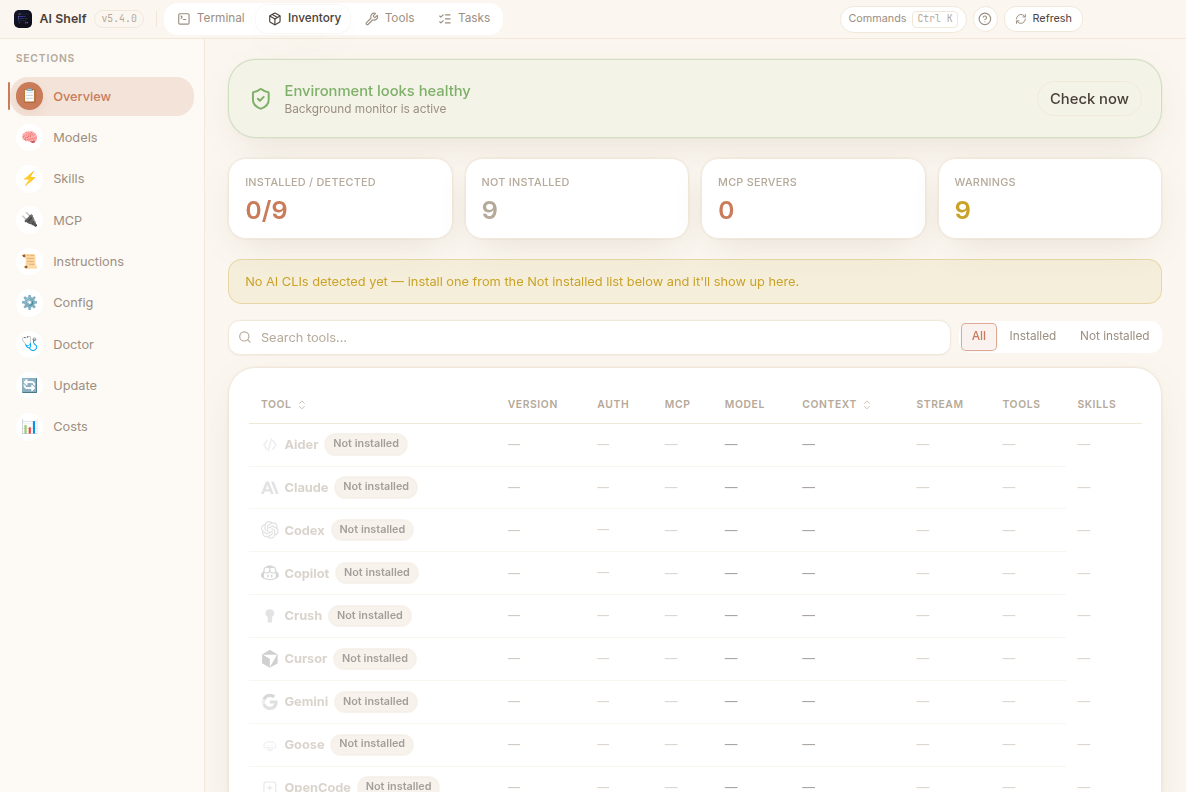 AI Shelf v5.4.0 Terminal Inventory Tools Tasks Commands Ctrl K Refresh
SECTIONS
Overview
Models
Skills
MCP
Instructions
Config
Doctor
Update
Costs
Environment looks healthy
Background monitor is active
Check now
INSTALLED / DETECTED
0/9
NOT INSTALLED
9
MCP SERVERS
0
WARNINGS
9
No AI CLIs detected yet — install one from the Not installed list below and it'll show up here.
Search tools... All Installed Not installed
TOOL VERSION AUTH MCP MODEL CONTEXT STREAM TOOLS SKILLS
Aider Not installed — — — — — — — —
Claude Not installed — — — — — — — —
Codex Not installed — — — — — — — —
Copilot Not installed — — — — — — — —
Crush Not installed — — — — — — — —
Cursor Not installed — — — — — — — —
Gemini Not installed — — — — — — — —
Goose Not installed — — — — — — — —
OpenCode Not installed — — — — — — — —